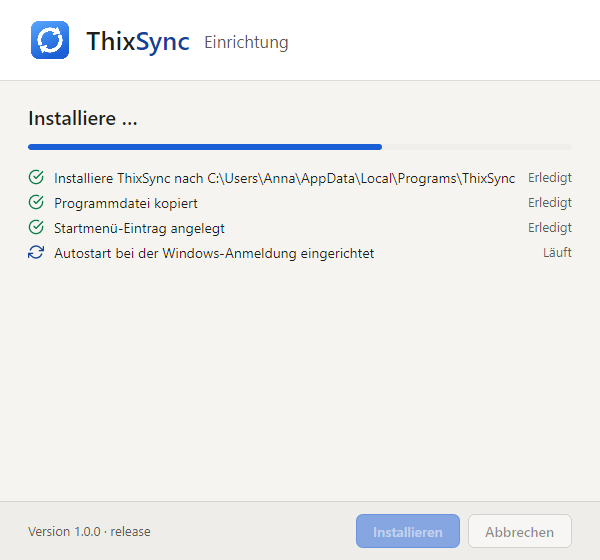 ThixSync Einrichtung
Installiere ...
Installiere ThixSync nach C:\Users\Anna\AppData\Local\Programs\ThixSync Erledigt
Programmdatei kopiert Erledigt
Startmenü-Eintrag angelegt Erledigt
Autostart bei der Windows-Anmeldung eingerichtet Läuft
Version 1.0.0 · release Installieren Abbrechen